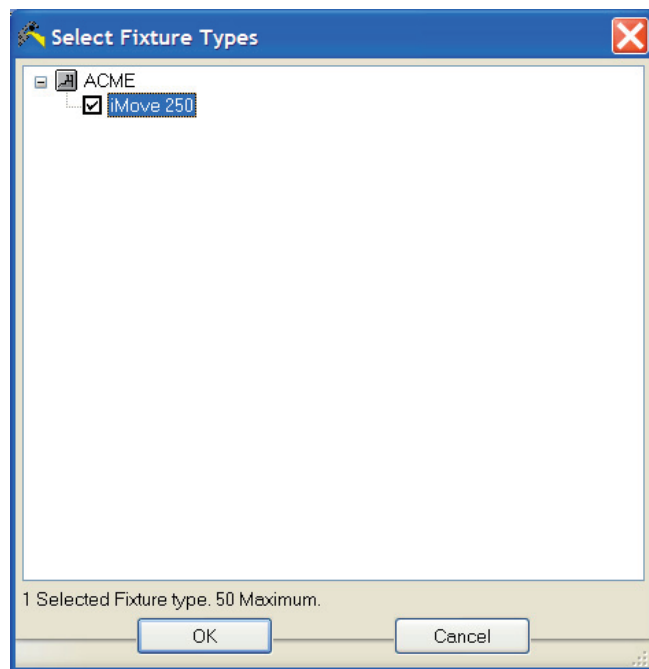 Select Fixture Types
ACME
iMove 250
1 Selected Fixture type. 50 Maximum.
OK Cancel